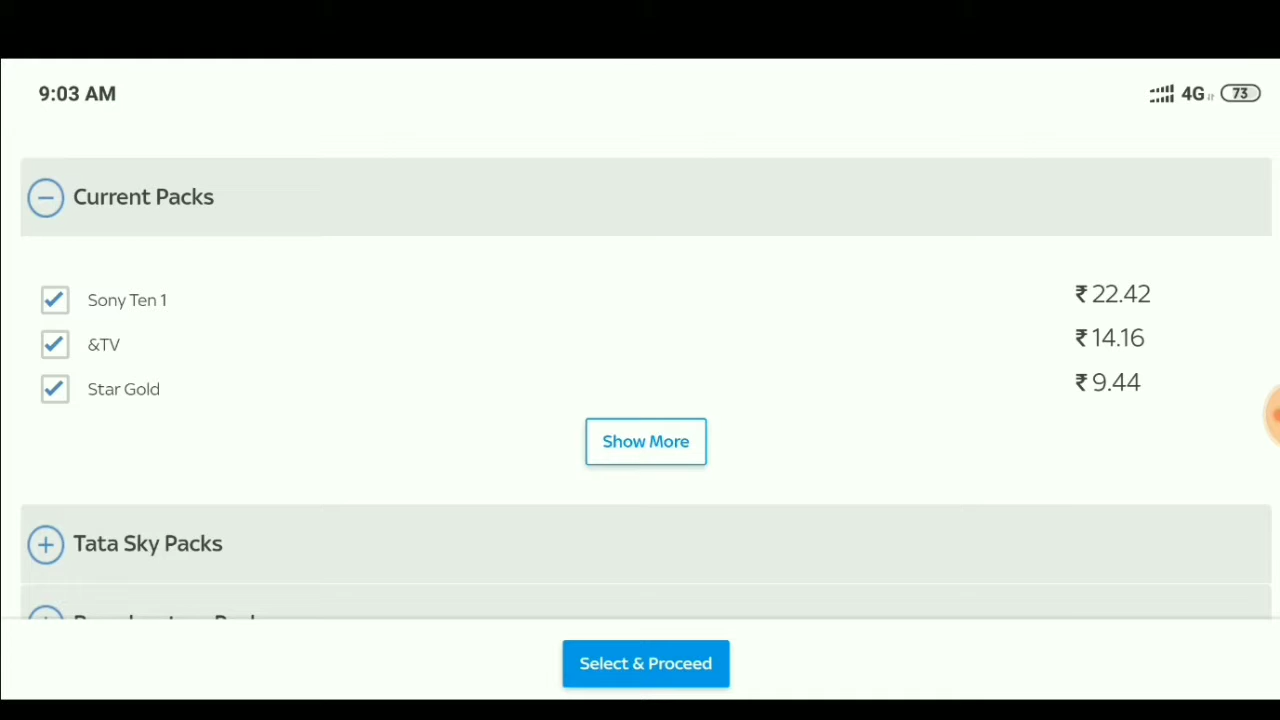 9:03 AM 4G 73
Current Packs
Sony Ten 1 ₹ 22.42
&TV ₹ 14.16
Star Gold ₹ 9.44
Show More
Tata Sky Packs
Select & Proceed